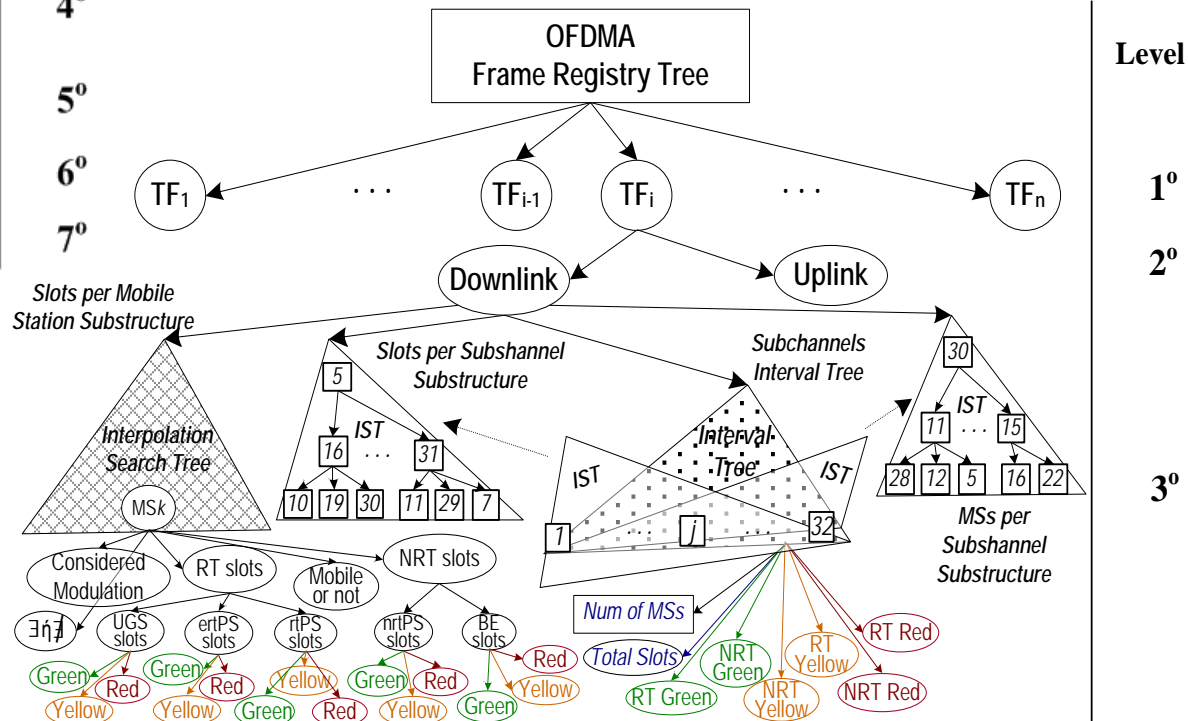 4º
OFDMA
Frame Registry Tree
Level
5º
6º
7º
TF1
. . .
TFi-1
TFi
. . .
TFn
1º
Downlink
Uplink
2º
Slots per Mobile
Station Substructure
Slots per Subshannel
Substructure
Subchannels
Interval Tree
Interpolation
Search Tree
MSk
5
IST
16
. . .
31
10
19
30
11
29
7
IST
Interval
Tree
IST
1
...
j
...
32
30
IST
11
. . .
15
28
12
5
16
22
MSs per
Subshannel
Substructure
3º
Considered
Modulation
RT slots
Mobile
or not
NRT slots
∃ή∄
UGS
slots
ertPS
slots
rtPS
slots
nrtPS
slots
BE
slots
Green
Yellow
Red
Green
Yellow
Red
Green
Yellow
Red
Green
Yellow
Red
Green
Yellow
Red
Num of MSs
Total Slots
RT Green
NRT
Green
NRT
Yellow
RT
Yellow
NRT Red
RT Red